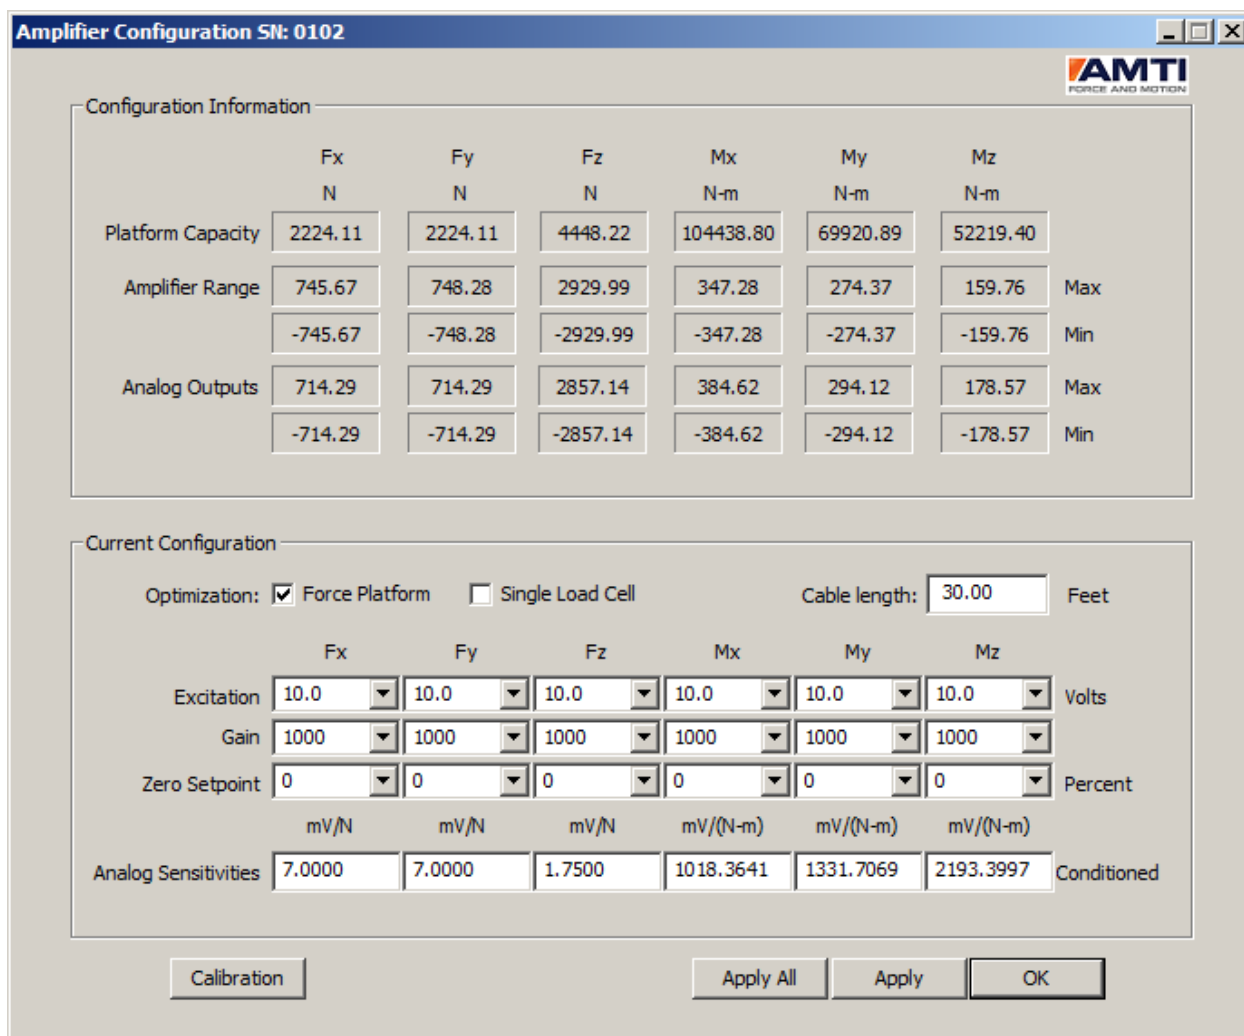 Amplifier Configuration SN: 0102
AMTI
FORCE AND MOTION
Configuration Information
Fx Fy Fz Mx My Mz
N N N N-m N-m N-m
Platform Capacity 2224.11 2224.11 4448.22 104438.80 69920.89 52219.40
Amplifier Range 745.67 748.28 2929.99 347.28 274.37 159.76 Max
-745.67 -748.28 -2929.99 -347.28 -274.37 -159.76 Min
Analog Outputs 714.29 714.29 2857.14 384.62 294.12 178.57 Max
-714.29 -714.29 -2857.14 -384.62 -294.12 -178.57 Min
Current Configuration
Optimization: Force Platform Single Load Cell Cable length: 30.00 Feet
Fx Fy Fz Mx My Mz
Excitation 10.0 10.0 10.0 10.0 10.0 10.0 Volts
Gain 1000 1000 1000 1000 1000 1000
Zero Setpoint 0 0 0 0 0 0 Percent
mV/N mV/N mV/N mV/(N-m) mV/(N-m) mV/(N-m)
Analog Sensitivities 7.0000 7.0000 1.7500 1018.3641 1331.7069 2193.3997 Conditioned
Calibration Apply All Apply OK